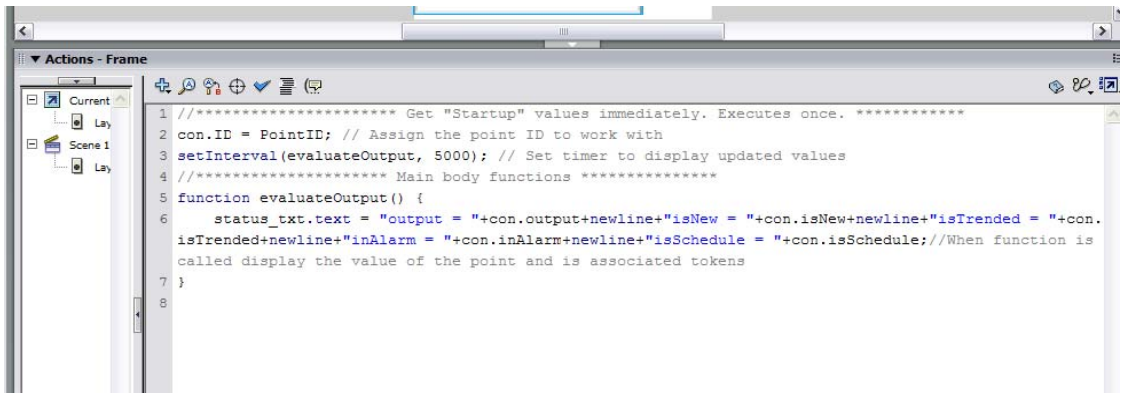 Actions - Frame
Current
Lay
Scene 1
Lay
1 //********************** Get "Startup" values immediately. Executes once. ************
2 con.ID = PointID; // Assign the point ID to work with
3 setInterval(evaluateOutput, 5000); // Set timer to display updated values
4 //********************* Main body functions ***************
5 function evaluateOutput() {
6 status_txt.text = "output = "+con.output+newline+"isNew = "+con.isNew+newline+"isTrended = "+con.
isTrended+newline+"inAlarm = "+con.inAlarm+newline+"isSchedule = "+con.isSchedule;//When function is
called display the value of the point and is associated tokens
7 }
8